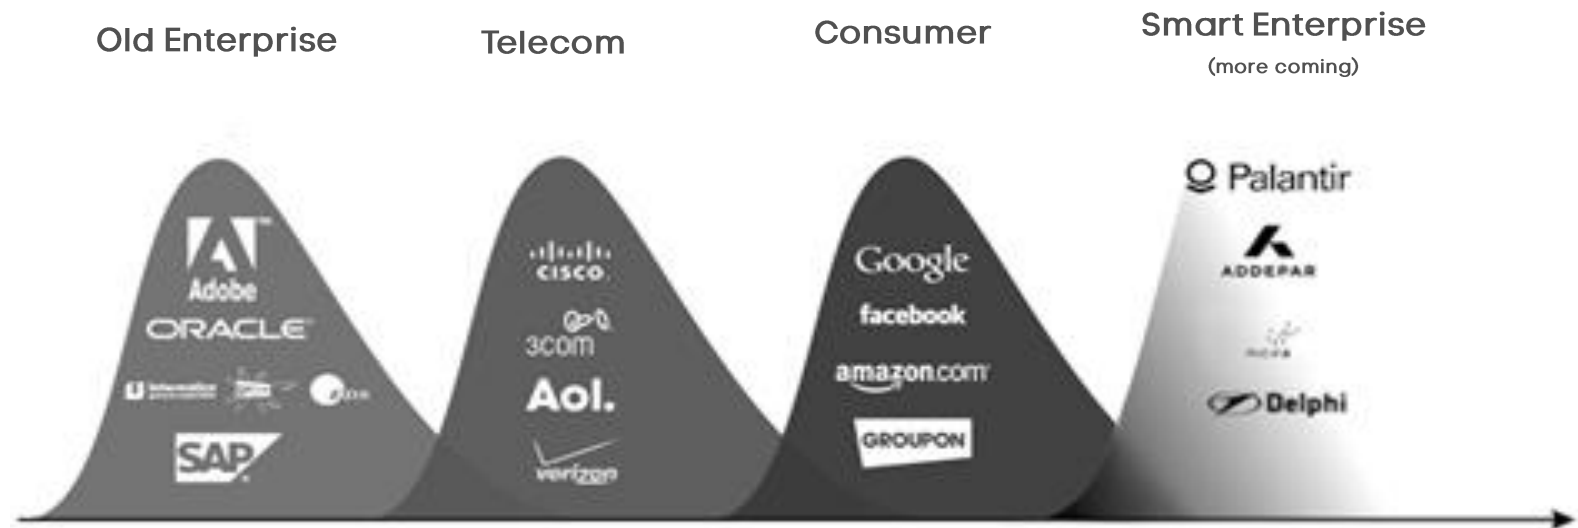 Old Enterprise
Telecom
Consumer
Smart Enterprise
(more coming)
Adobe
ORACLE
SAP
CISCO
3com
Aol.
verizon
Google
facebook
amazon.com
GROUPON
Palantir
ADDEPAR
Delphi